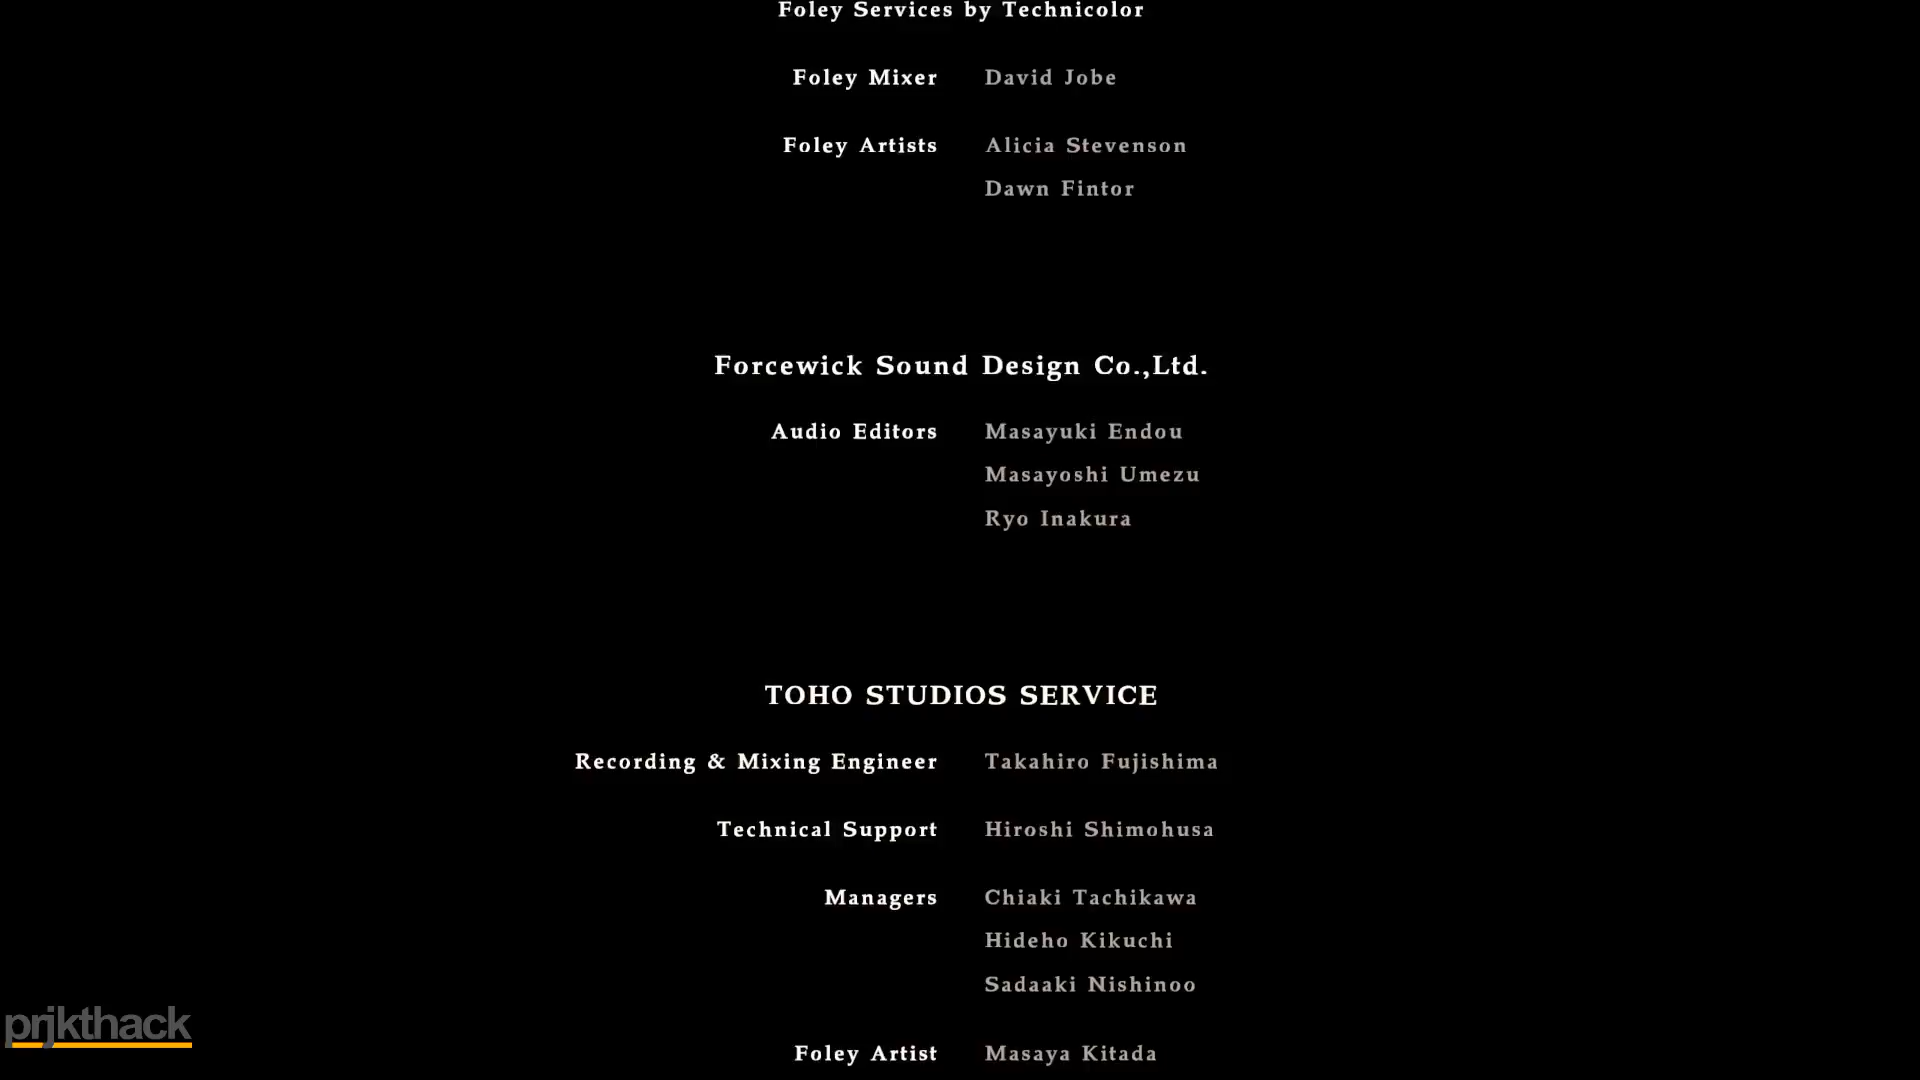 Foley Services by Technicolor
Foley Mixer David Jobe
Foley Artists Alicia Stevenson
Dawn Fintor
Forcewick Sound Design Co.,Ltd.
Audio Editors Masayuki Endou
Masayoshi Umezu
Ryo Inakura
TOHO STUDIOS SERVICE
Recording & Mixing Engineer Takahiro Fujishima
Technical Support Hiroshi Shimohusa
Managers Chiaki Tachikawa
Hideho Kikuchi
Sadaaki Nishinoo
prjkthack
Foley Artist Masaya Kitada